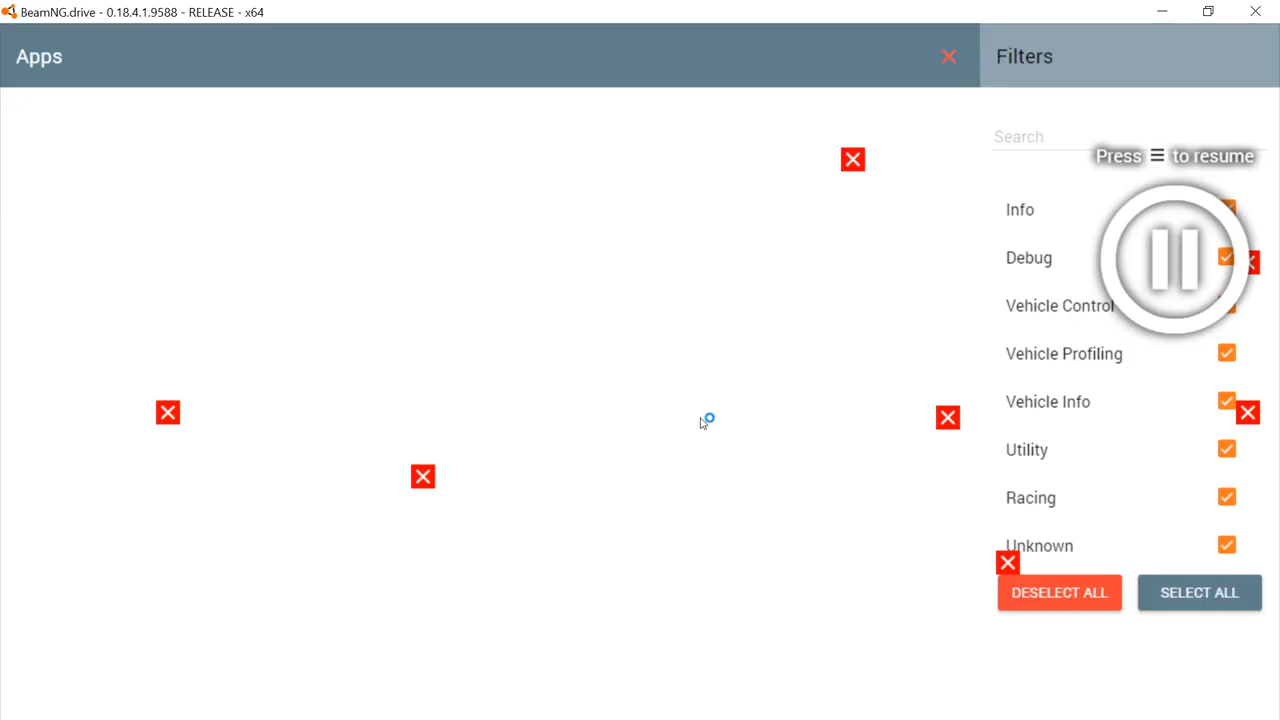 BeamNG.drive - 0.18.4.1.9588 - RELEASE - x64
Apps
Filters
Search
Press ☰ to resume
Info
Debug
Vehicle Control
Vehicle Profiling
Vehicle Info
Utility
Racing
Unknown
DESELECT ALL
SELECT ALL